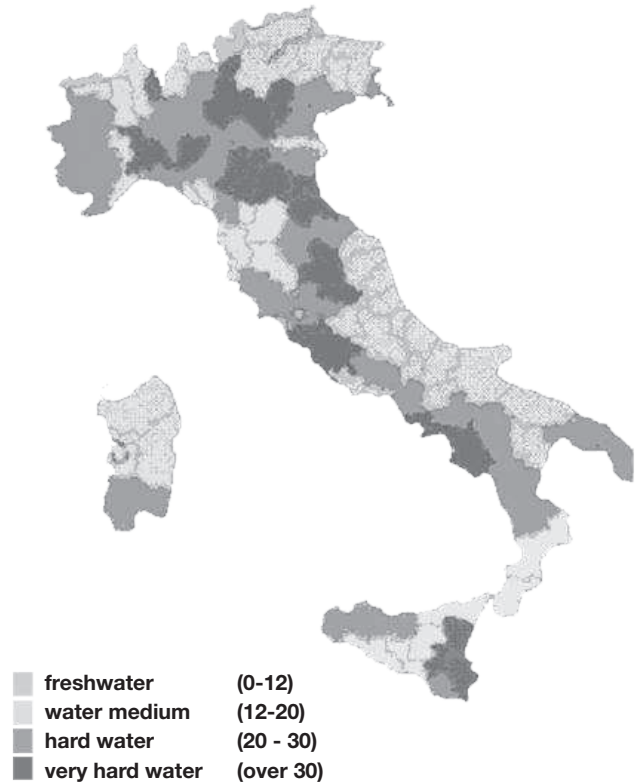 freshwater (0-12)
water medium (12-20)
hard water (20 - 30)
very hard water (over 30)